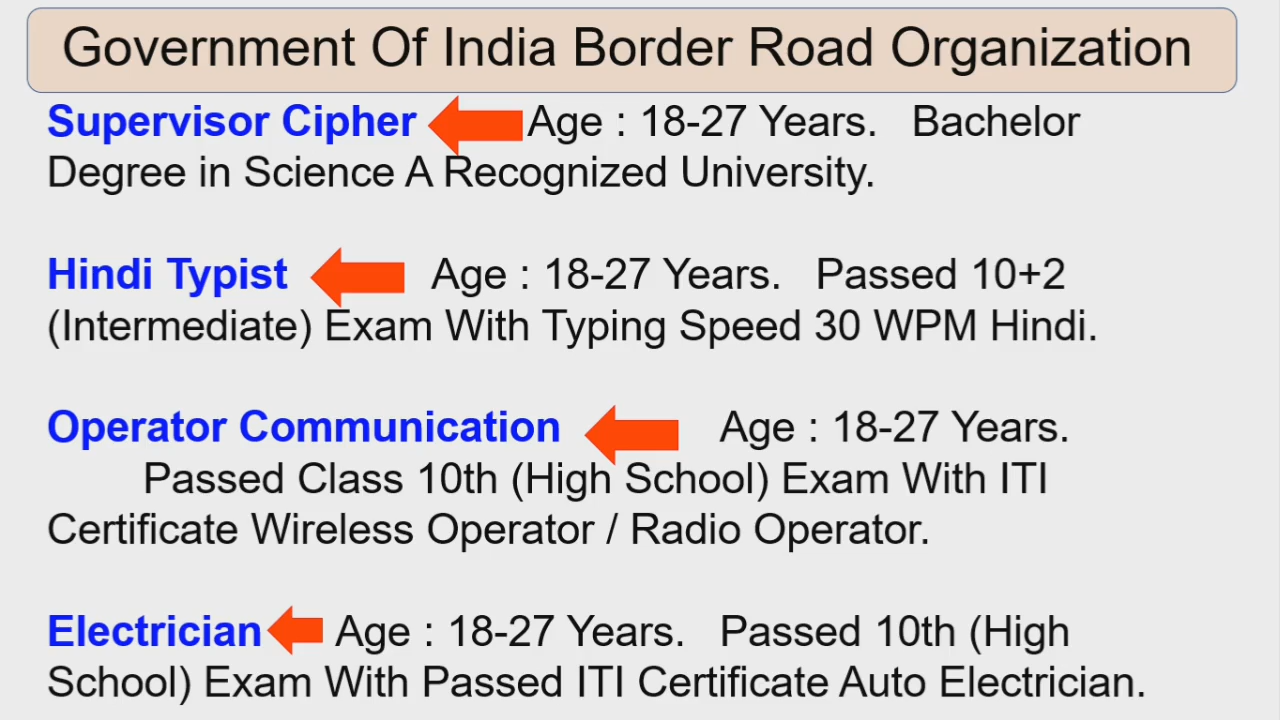 Government Of India Border Road Organization
Supervisor Cipher Age : 18-27 Years. Bachelor
Degree in Science A Recognized University.
Hindi Typist Age : 18-27 Years. Passed 10+2
(Intermediate) Exam With Typing Speed 30 WPM Hindi.
Operator Communication Age : 18-27 Years.
Passed Class 10th (High School) Exam With ITI
Certificate Wireless Operator / Radio Operator.
Electrician Age : 18-27 Years. Passed 10th (High
School) Exam With Passed ITI Certificate Auto Electrician.